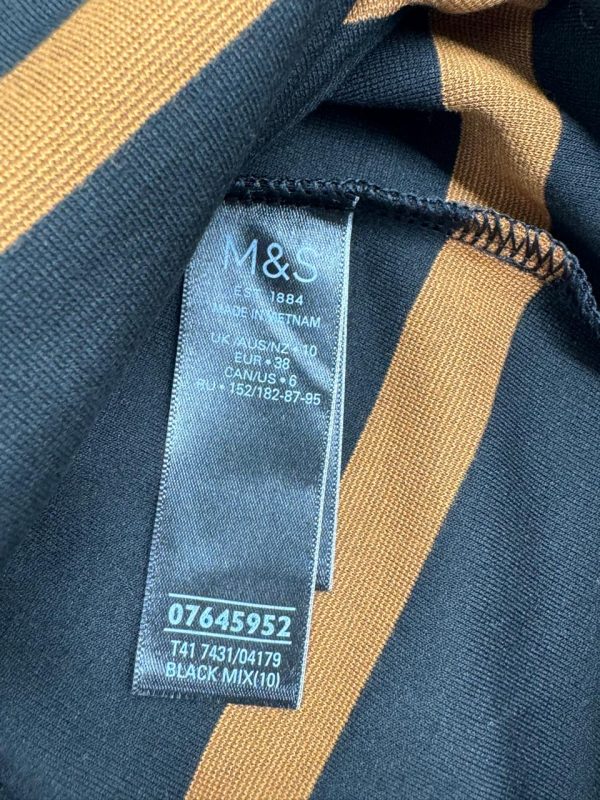 M&S
EST. 1884
MADE IN VIETNAM
UK/AUS/NZ • 10
EUR • 38
CAN/US • 6
RU • 152/182-87-95
07645952
T41 7431/04179
BLACK MIX(10)